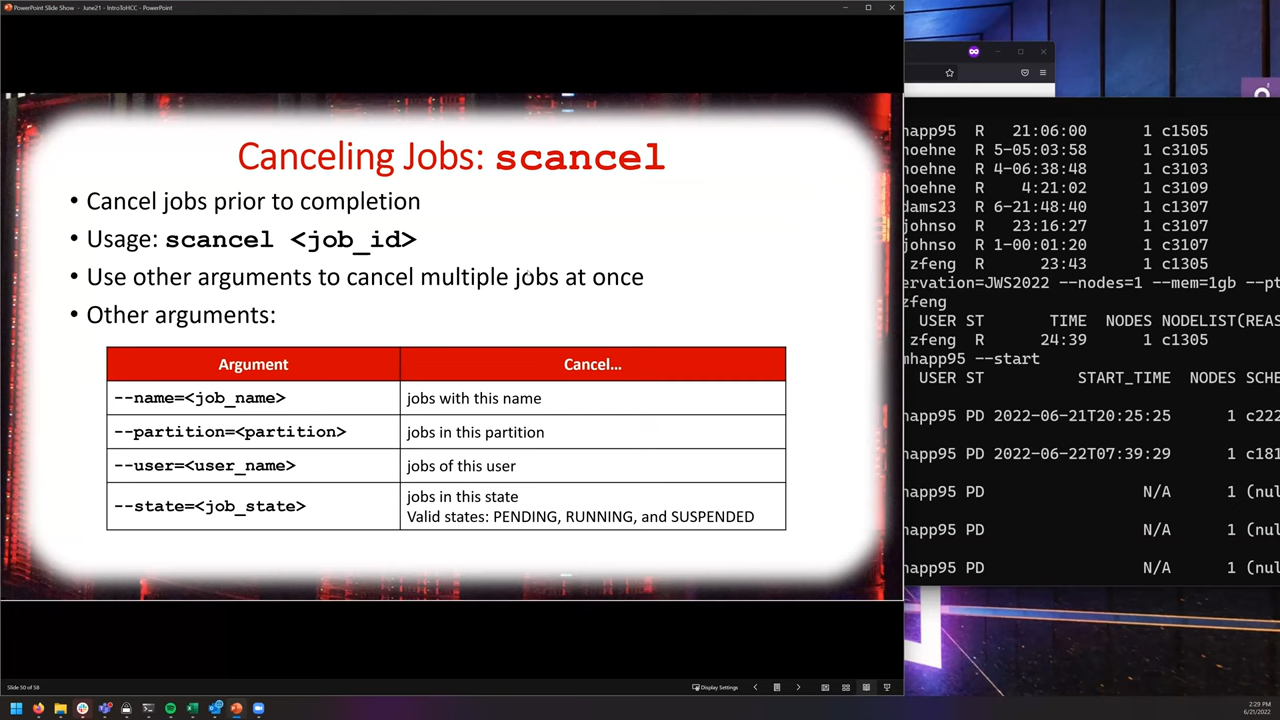 PowerPoint Slide Show - June21 - IntroToHCC - PowerPoint
Canceling Jobs: scancel
• Cancel jobs prior to completion
• Usage: scancel <job_id>
• Use other arguments to cancel multiple jobs at once
• Other arguments:
Argument Cancel...
--name=<job_name> jobs with this name
--partition=<partition> jobs in this partition
--user=<user_name> jobs of this user
--state=<job_state> jobs in this state
Valid states: PENDING, RUNNING, and SUSPENDED
Slide 50 of 58
Display Settings
napp95 R 21:06:00 1 c1505
noehne R 5-05:03:58 1 c3105
noehne R 4-06:38:48 1 c3103
noehne R 4:21:02 1 c3109
dams23 R 6-21:48:40 1 c1307
johnso R 23:16:27 1 c3107
johnso R 1-00:01:20 1 c3107
zfeng R 23:43 1 c1305
ervation=JWS2022 --nodes=1 --mem=1gb --pt
zfeng
USER ST TIME NODES NODELIST(REAS
zfeng R 24:39 1 c1305
mhapp95 --start
USER ST START_TIME NODES SCHE
happ95 PD 2022-06-21T20:25:25 1 c222
happ95 PD 2022-06-22T07:39:29 1 c181
happ95 PD N/A 1 (nul
happ95 PD N/A 1 (nul
happ95 PD N/A 1 (nul
2:29 PM
6/21/2022